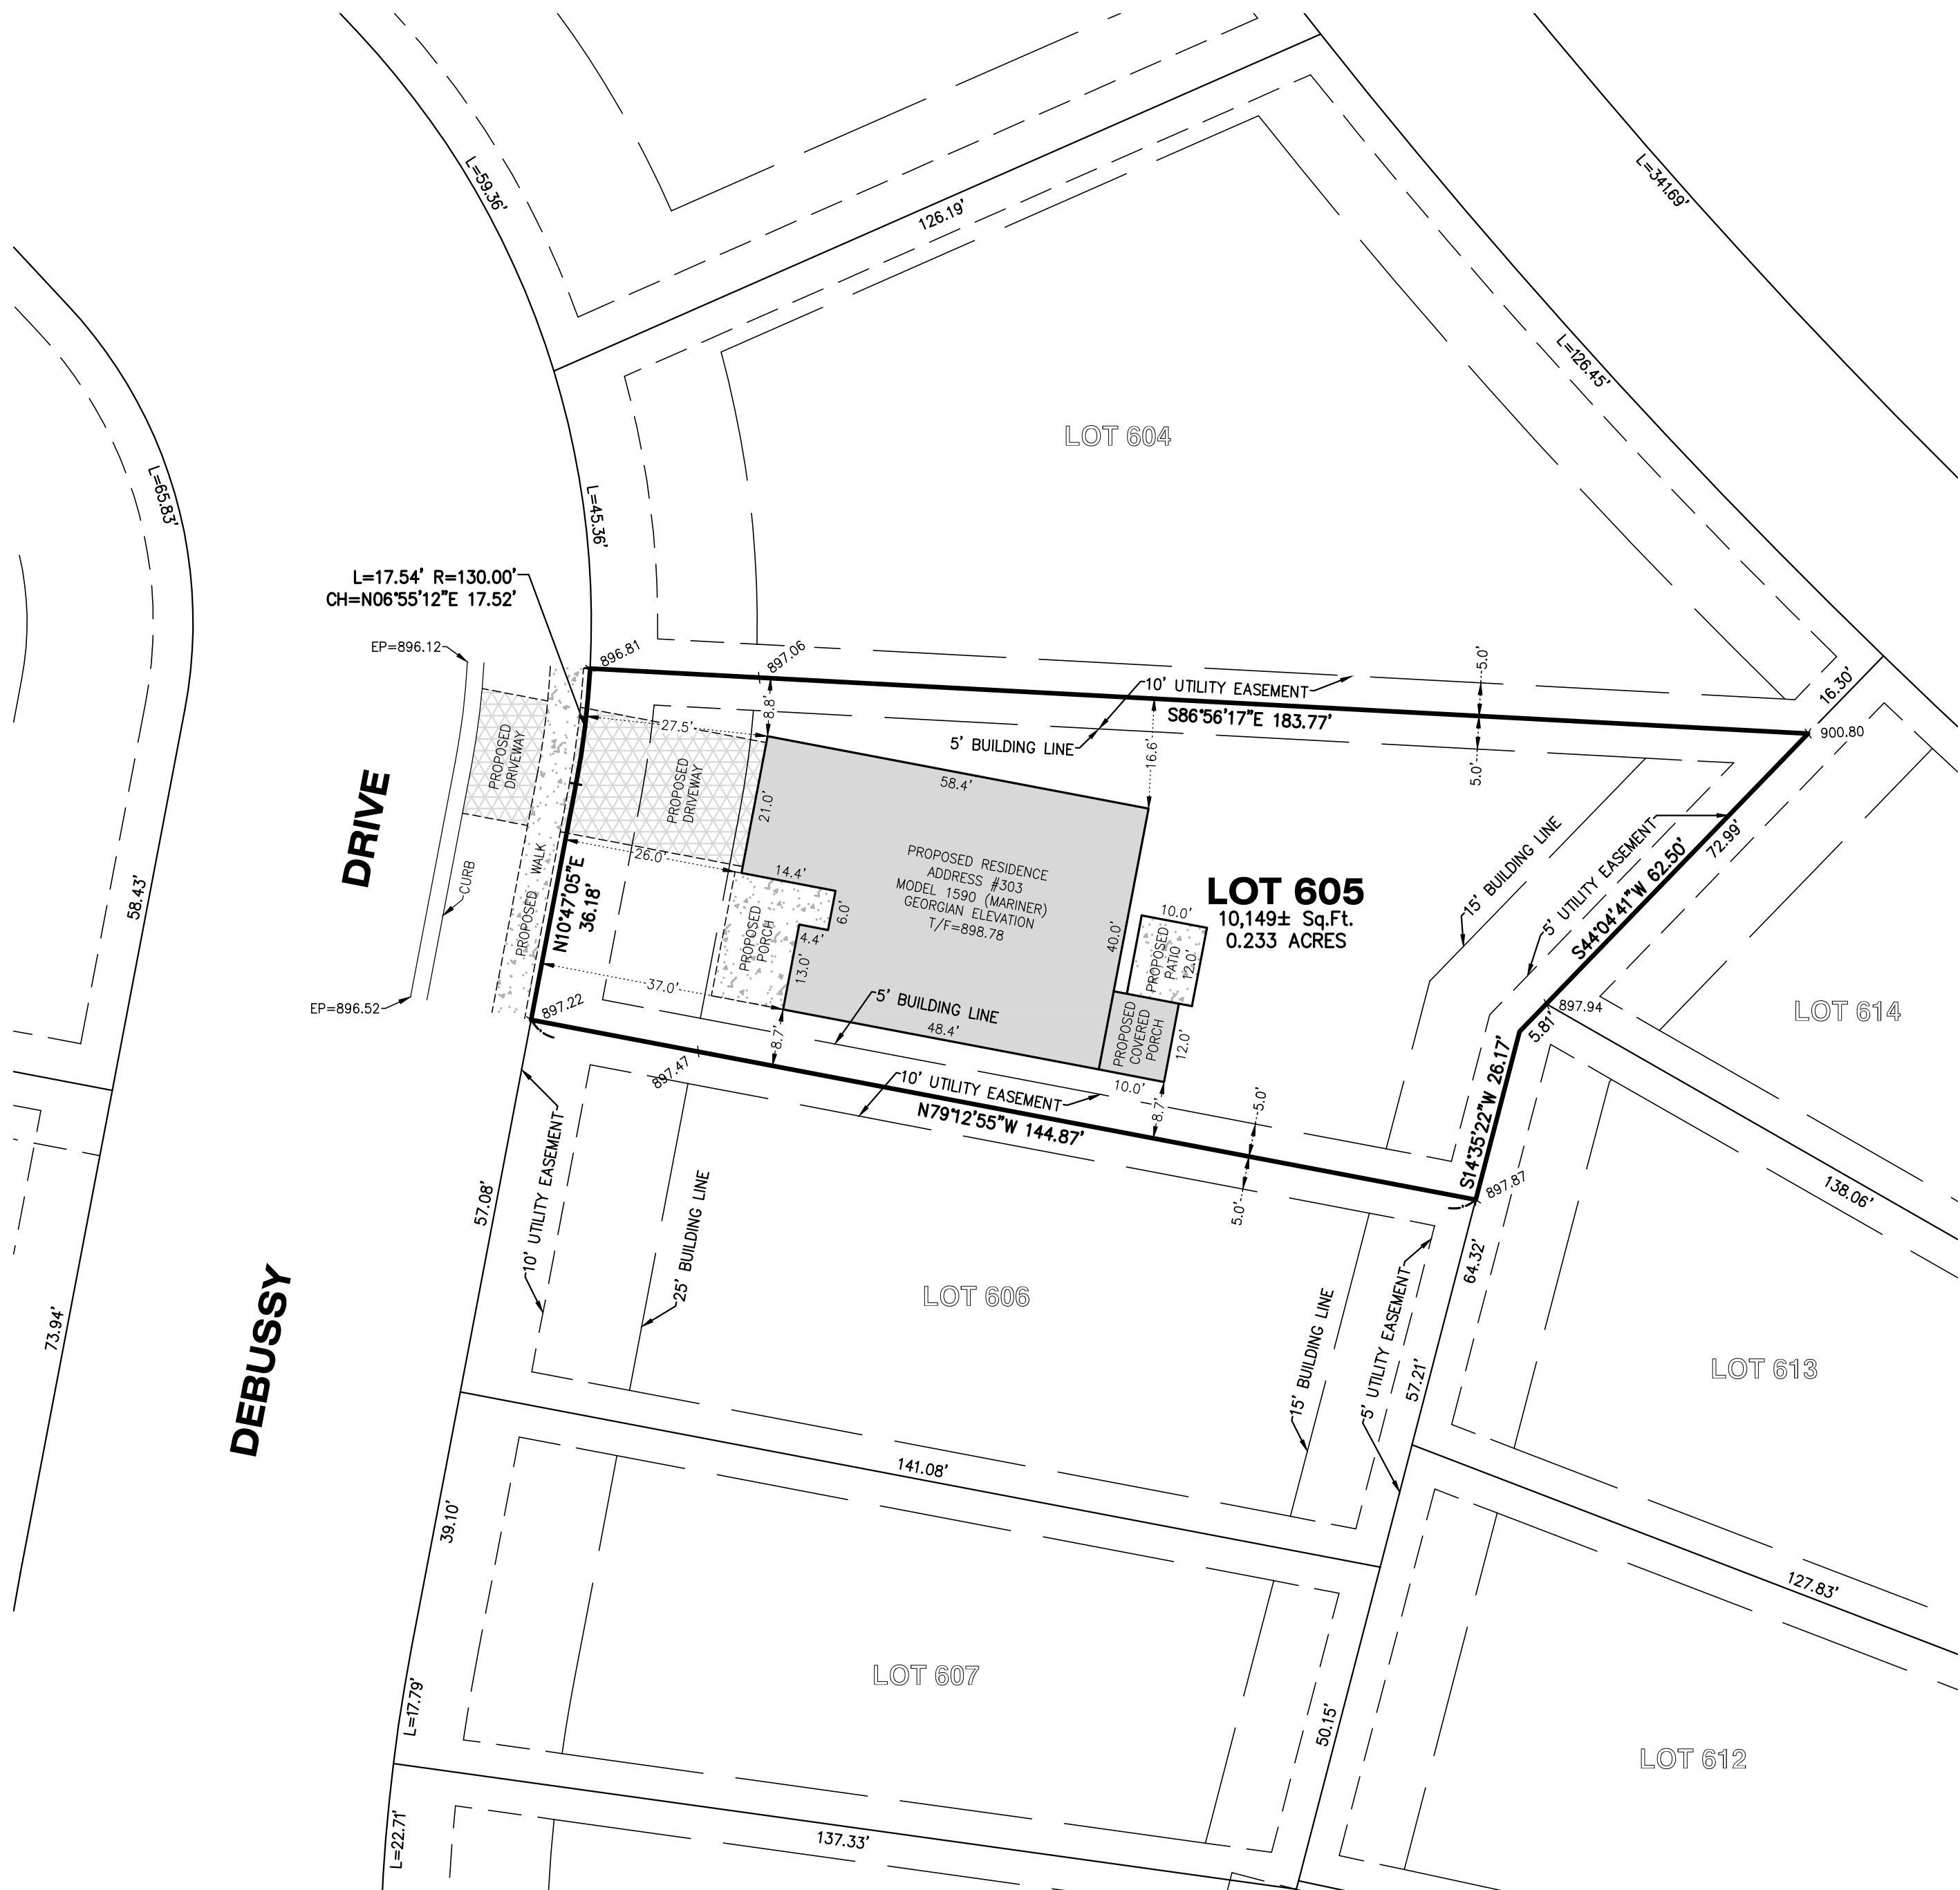 L=59.36'
126.19'
L=341.69'
L=126.45'
LOT 604
L=65.83'
L=45.36'
L=17.54' R=130.00'
CH=N06°55'12"E 17.52'
EP=896.12
896.81
897.06
8.8'
27.5'
10' UTILITY EASEMENT
S86°56'17"E 183.77'
5' BUILDING LINE
5.0'
5.0'
16.30'
900.80
16.6'
PROPOSED
DRIVEWAY
PROPOSED
DRIVEWAY
21.0'
58.4'
DRIVE
58.43'
CURB
PROPOSED WALK
N10°47'05"E
36.18'
26.0'
14.4'
6.0'
4.4'
13.0'
PROPOSED
PORCH
PROPOSED RESIDENCE
ADDRESS #303
MODEL 1590 (MARINER)
GEORGIAN ELEVATION
T/F=898.78
40.0'
LOT 605
10,149± Sq.Ft.
0.233 ACRES
10.0'
PROPOSED
PATIO
12.0'
15' BUILDING LINE
5' UTILITY EASEMENT
72.99'
S44°04'41"W 62.50'
37.0'
EP=896.52
897.22
5' BUILDING LINE
48.4'
8.7'
PROPOSED
COVERED
PORCH
12.0'
10.0'
8.7'
897.94
5.81'
S14°35'22"W 26.17'
LOT 614
897.47
10' UTILITY EASEMENT
N79°12'55"W 144.87'
5.0'
5.0'
897.87
138.06'
57.08'
10' UTILITY EASEMENT
25' BUILDING LINE
64.32'
LOT 606
15' BUILDING LINE
5' UTILITY EASEMENT
57.21'
LOT 613
DEBUSSY
73.94'
141.08'
39.10'
127.83'
LOT 607
L=17.79'
50.15'
LOT 612
137.33'
L=22.71'